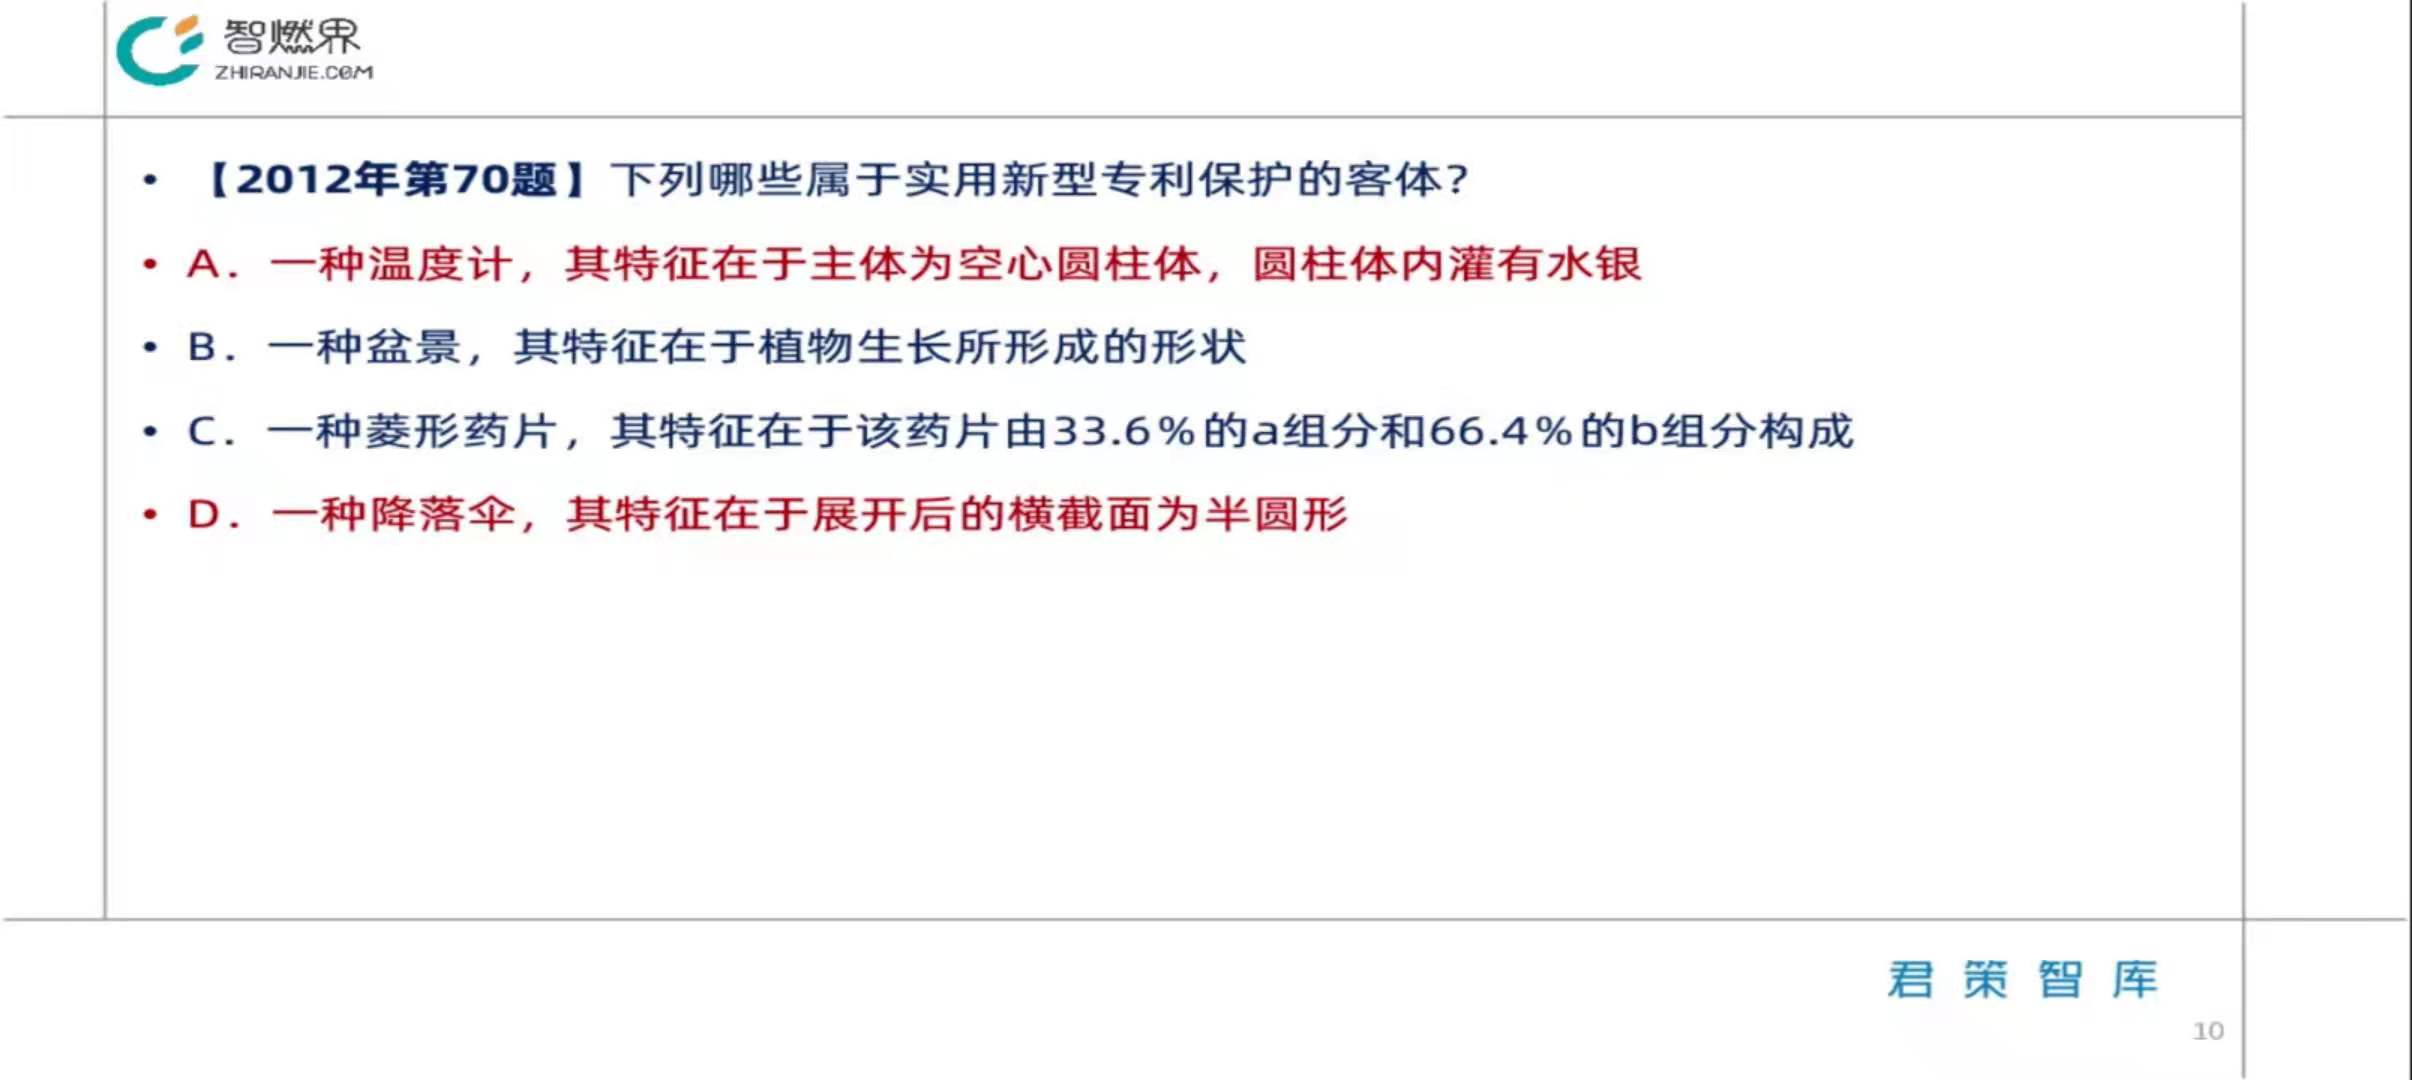 智燃界
ZHIRANJIE.COM
• 【2012年第70题】下列哪些属于实用新型专利保护的客体?
• A. 一种温度计，其特征在于主体为空心圆柱体，圆柱体内灌有水银
• B. 一种盆景，其特征在于植物生长所形成的形状
• C. 一种菱形药片，其特征在于该药片由33.6%的a组分和66.4%的b组分构成
• D. 一种降落伞，其特征在于展开后的横截面为半圆形
君策智库
10